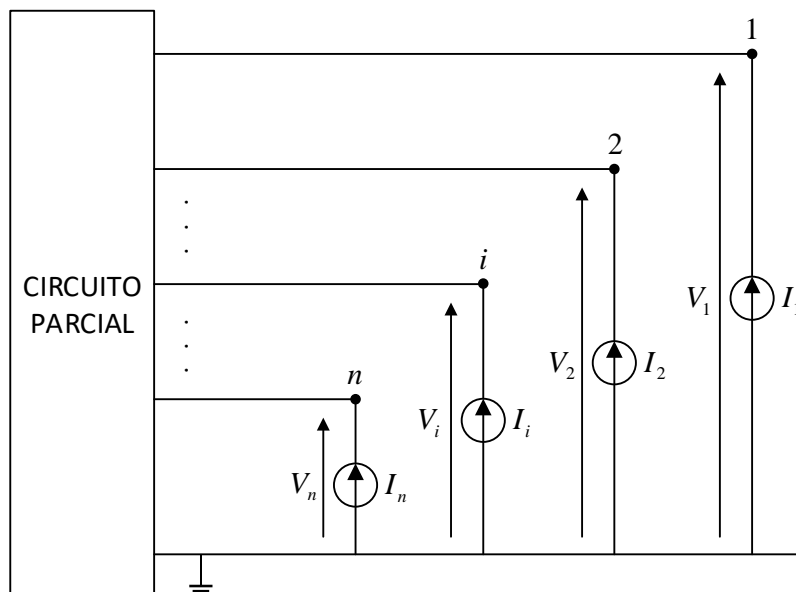 1
2
CIRCUITO
PARCIAL
i
n
V₁
I₁
V₂
I₂
Vᵢ
Iᵢ
Vₙ
Iₙ